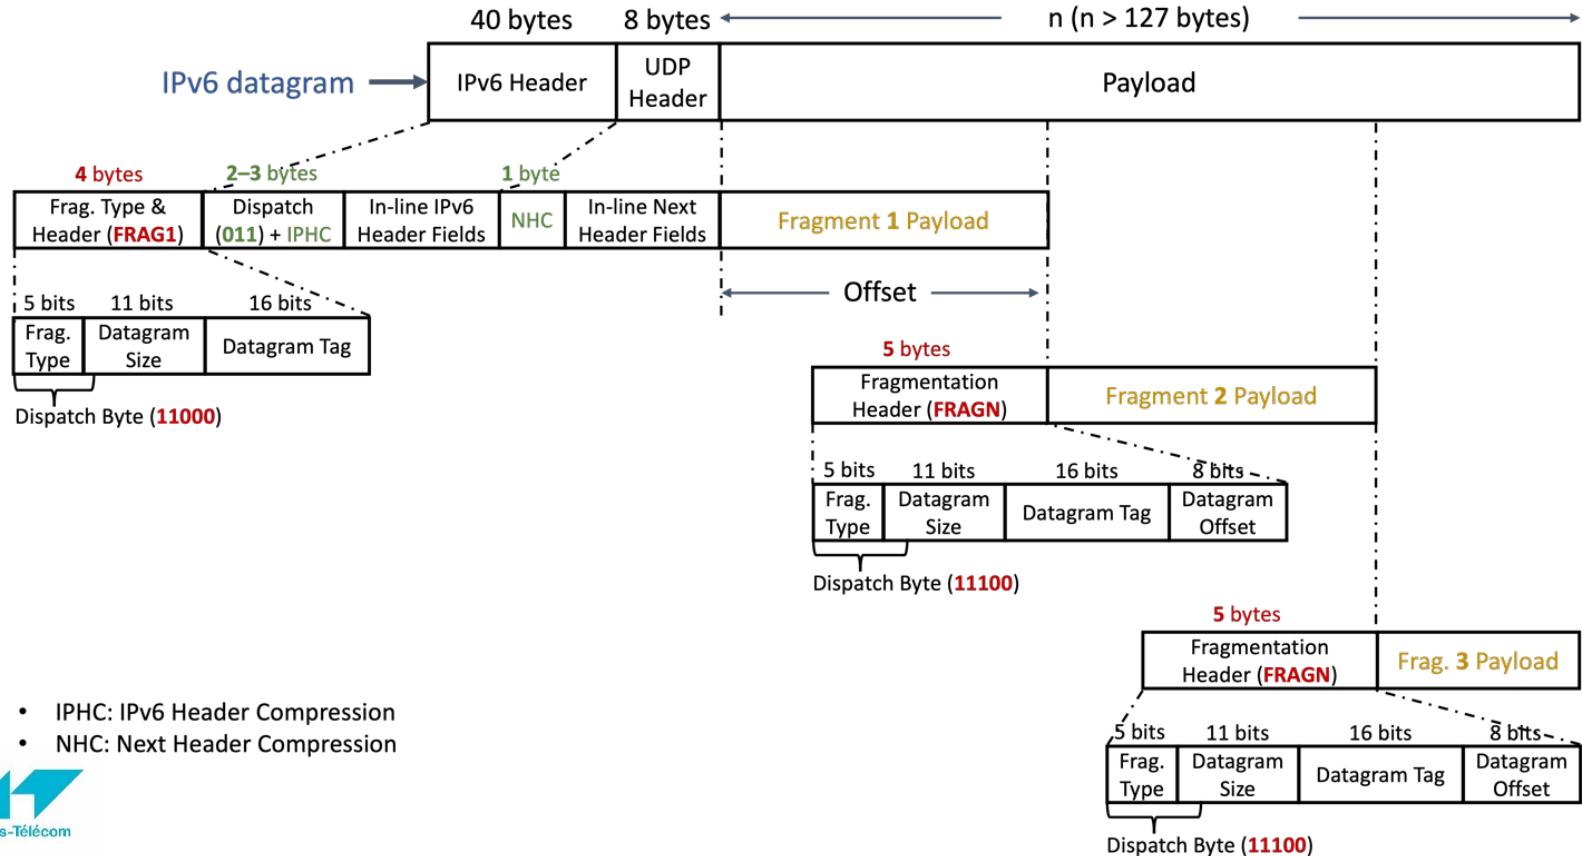 40 bytes
8 bytes
n (n > 127 bytes)
IPv6 datagram
IPv6 Header
UDP
Header
Payload
4 bytes
2–3 bytes
1 byte
Frag. Type &
Header (FRAG1)
Dispatch
(011) + IPHC
In-line IPv6
Header Fields
NHC
In-line Next
Header Fields
Fragment 1 Payload
Offset
5 bits
11 bits
16 bits
Frag.
Type
Datagram
Size
Datagram Tag
Dispatch Byte (11000)
5 bytes
Fragmentation
Header (FRAGN)
Fragment 2 Payload
5 bits
11 bits
16 bits
8 bits
Frag.
Type
Datagram
Size
Datagram Tag
Datagram
Offset
Dispatch Byte (11100)
5 bytes
Fragmentation
Header (FRAGN)
Frag. 3 Payload
5 bits
11 bits
16 bits
8 bits
Frag.
Type
Datagram
Size
Datagram Tag
Datagram
Offset
Dispatch Byte (11100)
• IPHC: IPv6 Header Compression
• NHC: Next Header Compression
s-Télécom